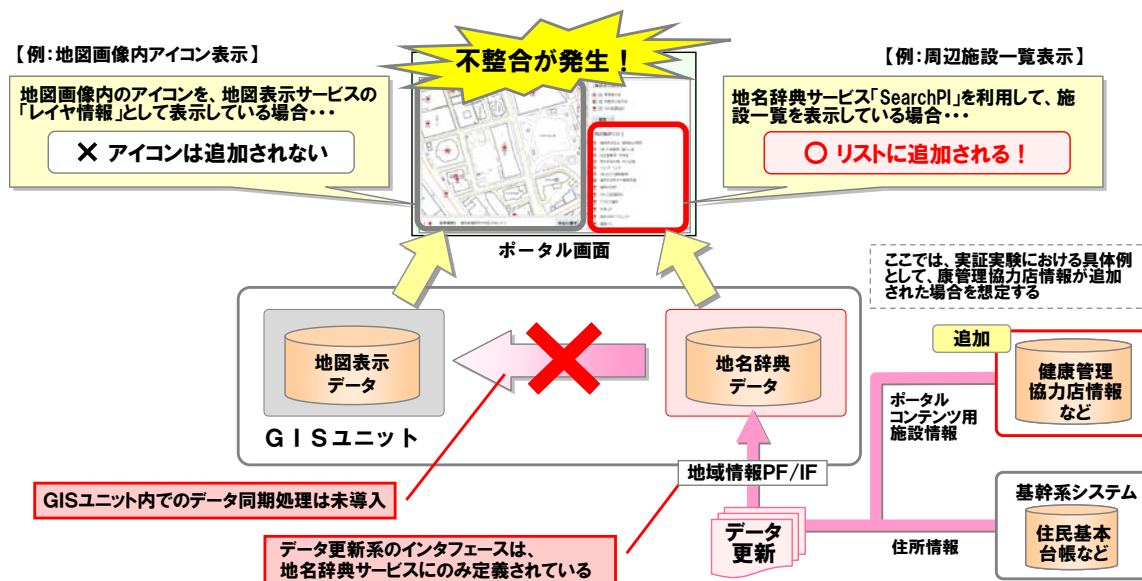 【例：地図画像内アイコン表示】
不整合が発生！
【例：周辺施設一覧表示】
地図画像内のアイコンを、地図表示サービスの
「レイヤ情報」として表示している場合･･･
× アイコンは追加されない
地名辞典サービス「SearchPI」を利用して、施
設一覧を表示している場合･･･
○ リストに追加される！
ポータル画面
ここでは、実証実験における具体例
として、康管理協力店情報が追加
された場合を想定する
地図表示
データ
地名辞典
データ
ＧＩＳユニット
追加
健康管理
協力店情報
など
ポータル
コンテンツ用
施設情報
地域情報PF/IF
GISユニット内でのデータ同期処理は未導入
データ更新系のインタフェースは、
地名辞典サービスにのみ定義されている
データ
更新
住所情報
基幹系システム
住民基本
台帳など